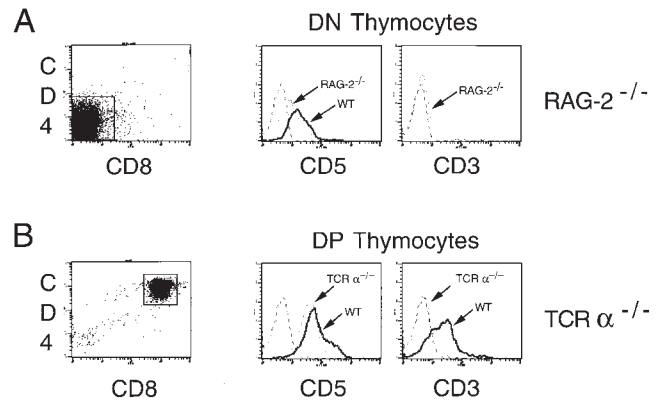 A
DN Thymocytes
C
D
4
CD8
RAG-2 -/-
WT
CD5
RAG-2 -/-
CD3
RAG-2 -/-
B
DP Thymocytes
C
D
4
CD8
TCR α -/-
WT
CD5
TCR α -/-
WT
CD3
TCR α -/-